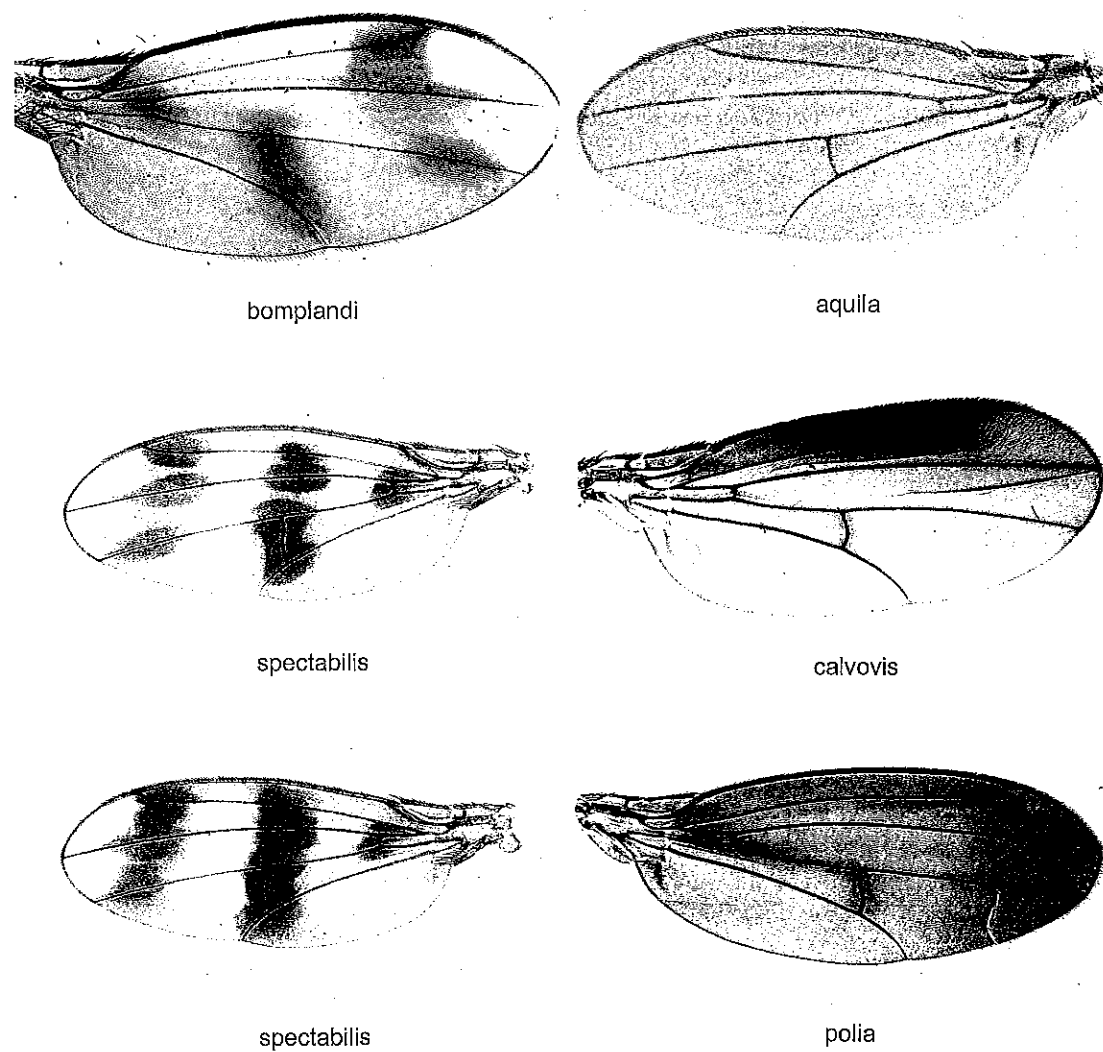 bomplandi
aquila
spectabilis
calvovis
spectabilis
polia